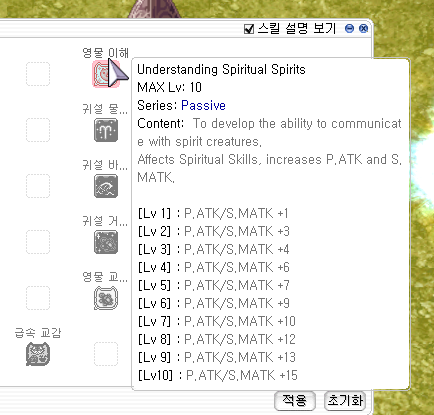 스킬 설명 보기
영물 이해
귀설 몽...
귀설 바...
귀설 거...
영물 교...
급속 교감
Understanding Spiritual Spirits
MAX Lv: 10
Series: Passive
Content: To develop the ability to communicat
e with spirit creatures.
Affects Spiritual Skills, increases P.ATK and S.
MATK.
[Lv 1] : P.ATK/S.MATK +1
[Lv 2] : P.ATK/S.MATK +3
[Lv 3] : P.ATK/S.MATK +4
[Lv 4] : P.ATK/S.MATK +6
[Lv 5] : P.ATK/S.MATK +7
[Lv 6] : P.ATK/S.MATK +9
[Lv 7] : P.ATK/S.MATK +10
[Lv 8] : P.ATK/S.MATK +12
[Lv 9] : P.ATK/S.MATK +13
[Lv10] : P.ATK/S.MATK +15
적용 초기화